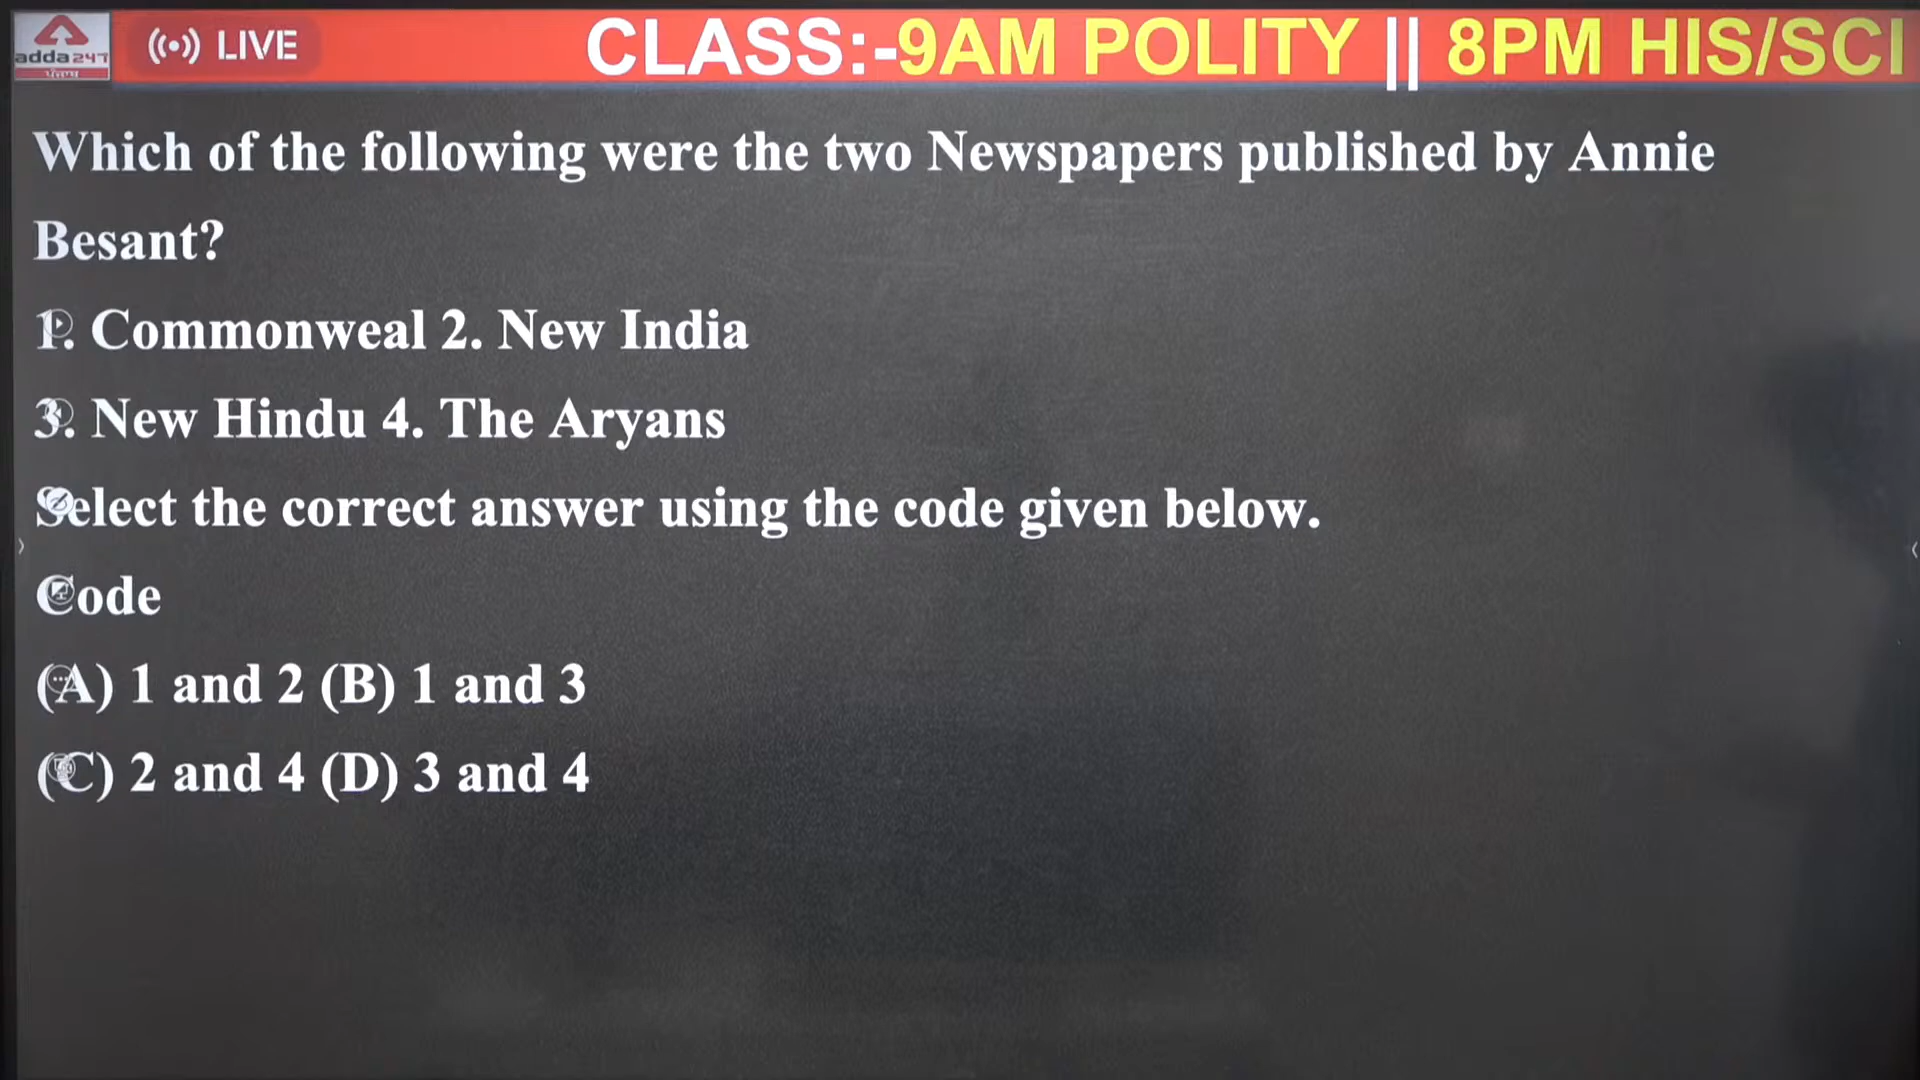 adda247
ਪੰਜਾਬ
LIVE
CLASS:-9AM POLITY || 8PM HIS/SCI
Which of the following were the two Newspapers published by Annie
Besant?
1. Commonweal 2. New India
3. New Hindu 4. The Aryans
Select the correct answer using the code given below.
Code
(A) 1 and 2 (B) 1 and 3
(C) 2 and 4 (D) 3 and 4